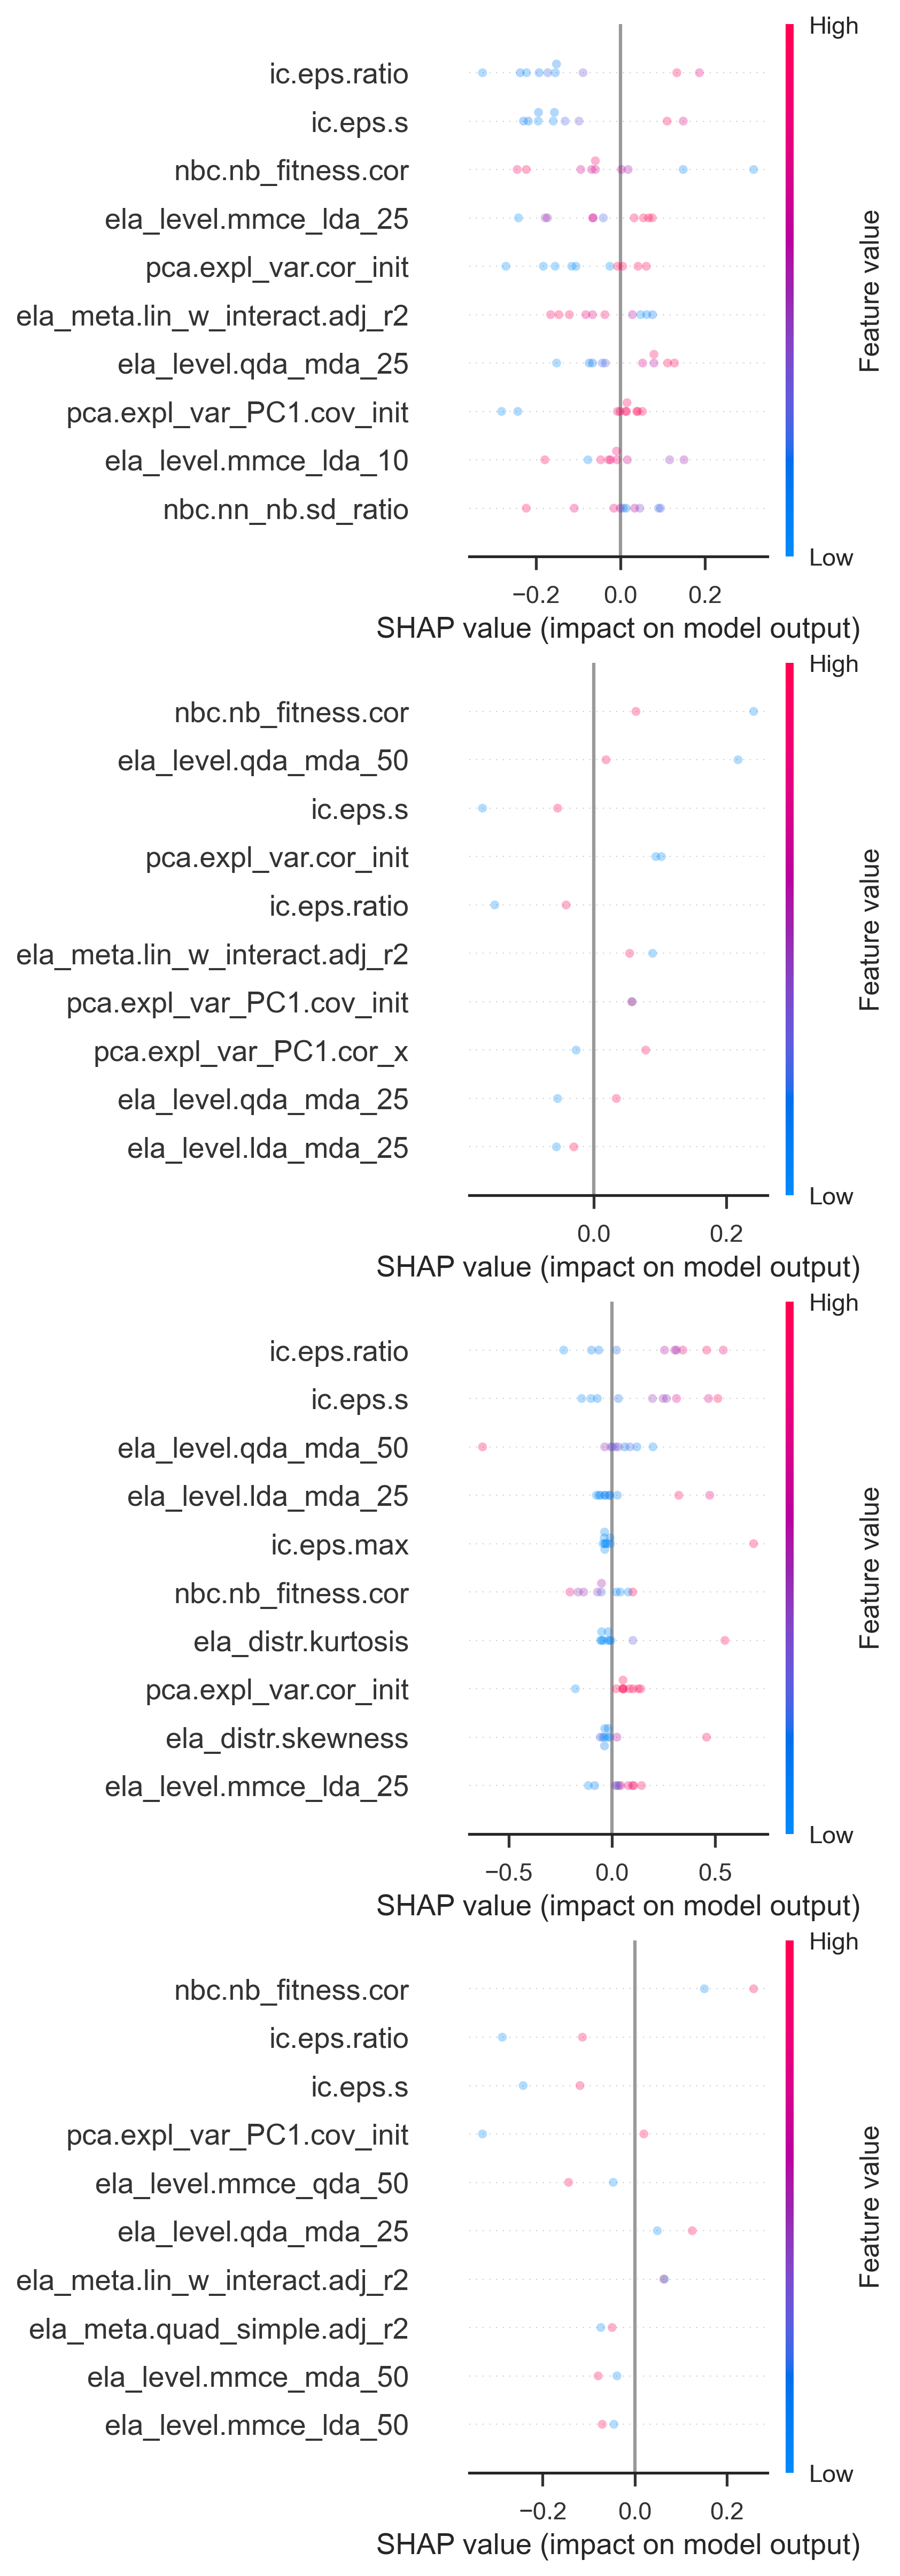 High
ic.eps.ratio
ic.eps.s
nbc.nb_fitness.cor
ela_level.mmce_lda_25
pca.expl_var.cor_init
ela_meta.lin_w_interact.adj_r2
ela_level.qda_mda_25
pca.expl_var_PC1.cov_init
ela_level.mmce_lda_10
nbc.nn_nb.sd_ratio
Feature value
Low
−0.2 0.0 0.2
SHAP value (impact on model output)
High
nbc.nb_fitness.cor
ela_level.qda_mda_50
ic.eps.s
pca.expl_var.cor_init
ic.eps.ratio
ela_meta.lin_w_interact.adj_r2
pca.expl_var_PC1.cov_init
pca.expl_var_PC1.cor_x
ela_level.qda_mda_25
ela_level.lda_mda_25
Feature value
Low
0.0 0.2
SHAP value (impact on model output)
High
ic.eps.ratio
ic.eps.s
ela_level.qda_mda_50
ela_level.lda_mda_25
ic.eps.max
nbc.nb_fitness.cor
ela_distr.kurtosis
pca.expl_var.cor_init
ela_distr.skewness
ela_level.mmce_lda_25
Feature value
Low
−0.5 0.0 0.5
SHAP value (impact on model output)
High
nbc.nb_fitness.cor
ic.eps.ratio
ic.eps.s
pca.expl_var_PC1.cov_init
ela_level.mmce_qda_50
ela_level.qda_mda_25
ela_meta.lin_w_interact.adj_r2
ela_meta.quad_simple.adj_r2
ela_level.mmce_mda_50
ela_level.mmce_lda_50
Feature value
Low
−0.2 0.0 0.2
SHAP value (impact on model output)